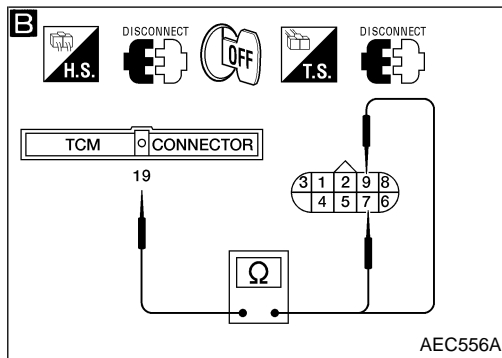 B
H.S.
DISCONNECT
OFF
T.S.
DISCONNECT
TCM CONNECTOR
19
3 1 2 9 8
4 5 7 6
Ω
AEC556A